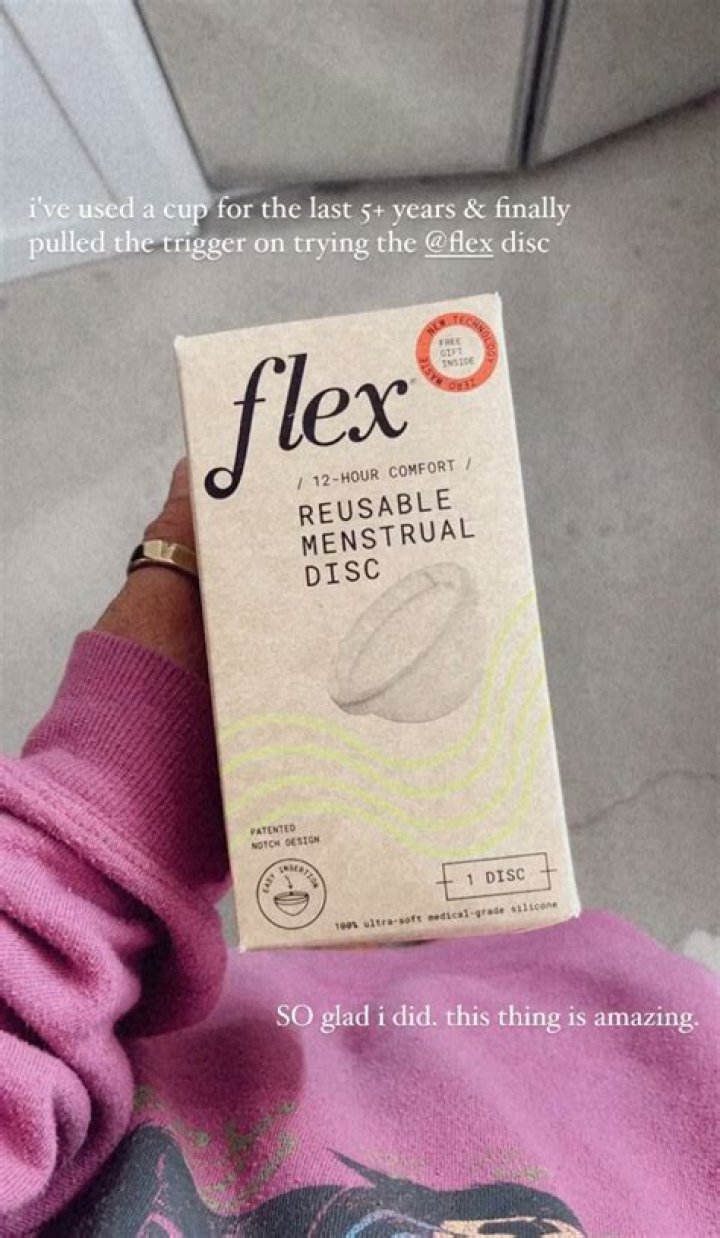 i've used a cup for the last 5+ years & finally
pulled the trigger on trying the @flex disc
NEW TECHNOLOGY
FREE
GIFT
INSIDE
ZERO WASTE
flex
/ 12-HOUR COMFORT /
REUSABLE
MENSTRUAL
DISC
PATENTED
NOTCH DESIGN
EASY INSERTION
1 DISC
100% ultra-soft medical-grade silicone
SO glad i did. this thing is amazing.